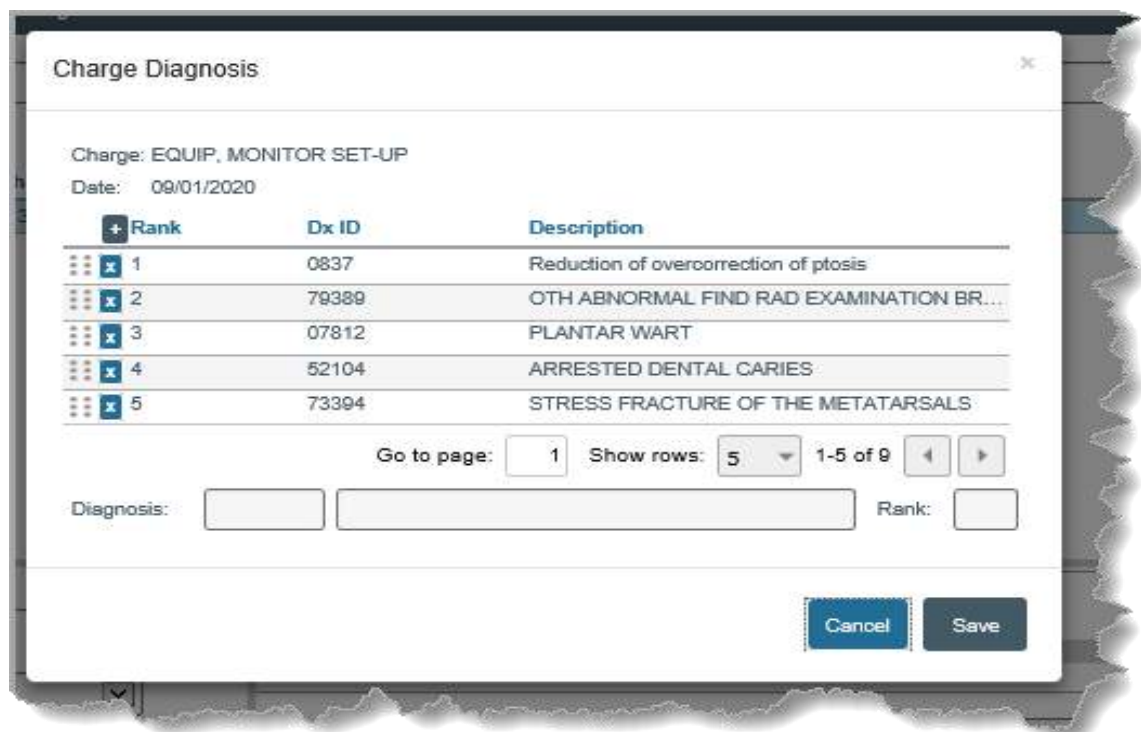 Charge Diagnosis
Charge: EQUIP, MONITOR SET-UP
Date: 09/01/2020
+ Rank Dx ID Description
x 1 0837 Reduction of overcorrection of ptosis
x 2 79389 OTH ABNORMAL FIND RAD EXAMINATION BR...
x 3 07812 PLANTAR WART
x 4 52104 ARRESTED DENTAL CARIES
x 5 73394 STRESS FRACTURE OF THE METATARSALS
Go to page: 1 Show rows: 5 1-5 of 9
Diagnosis: Rank:
Cancel Save